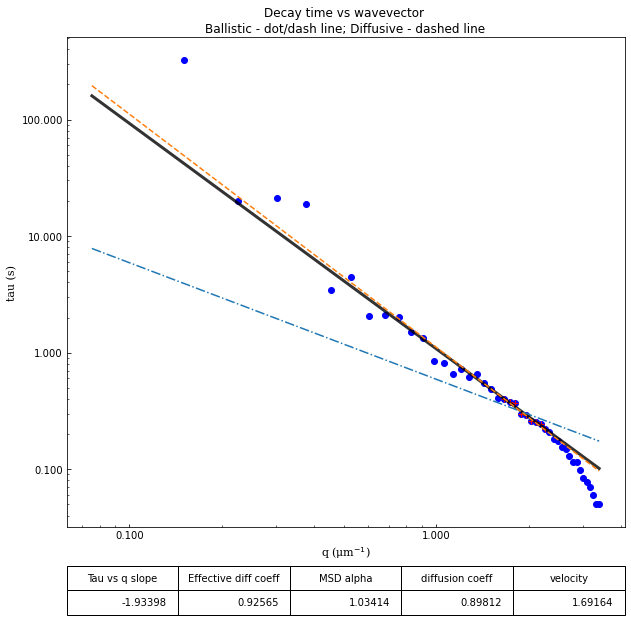 Decay time vs wavevector
Ballistic - dot/dash line; Diffusive - dashed line
100.000
10.000
1.000
0.100
tau (s)
0.100 1.000
q (μm⁻¹)
Tau vs q slope Effective diff coeff MSD alpha diffusion coeff velocity
-1.93398 0.92565 1.03414 0.89812 1.69164